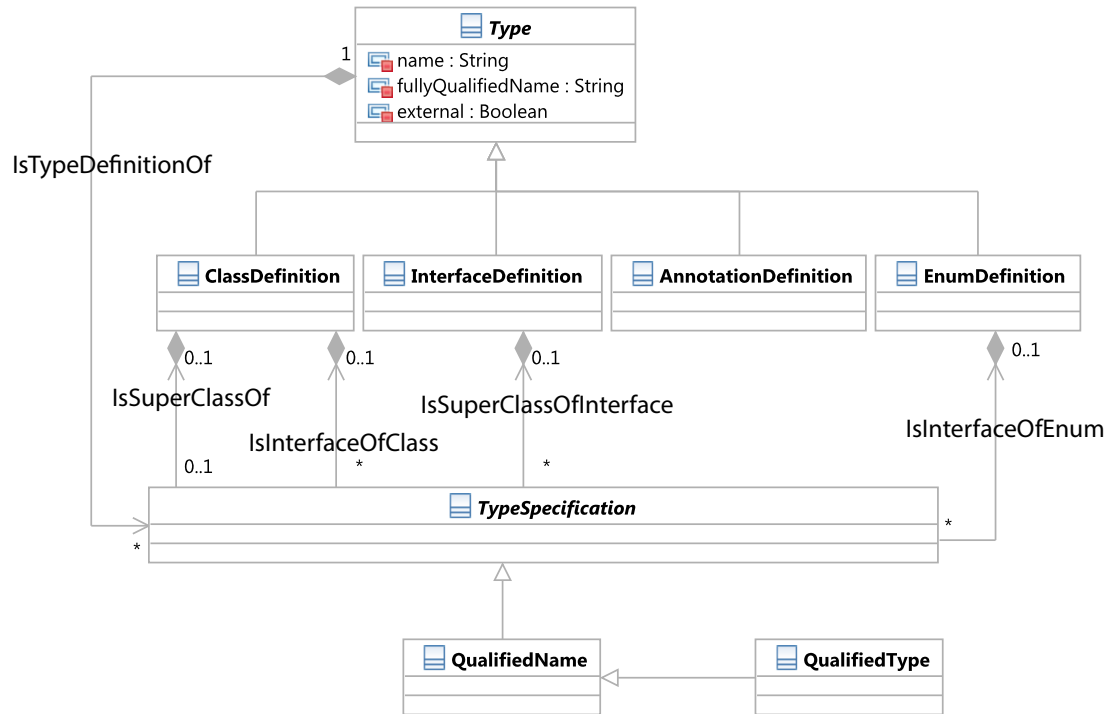 Type
1
name : String
fullyQualifiedName : String
external : Boolean
IsTypeDefinitionOf
ClassDefinition
InterfaceDefinition
AnnotationDefinition
EnumDefinition
0..1
0..1
0..1
0..1
IsSuperClassOf
IsSuperClassOfInterface
IsInterfaceOfClass
IsInterfaceOfEnum
0..1
*
*
TypeSpecification
*
*
QualifiedName
QualifiedType